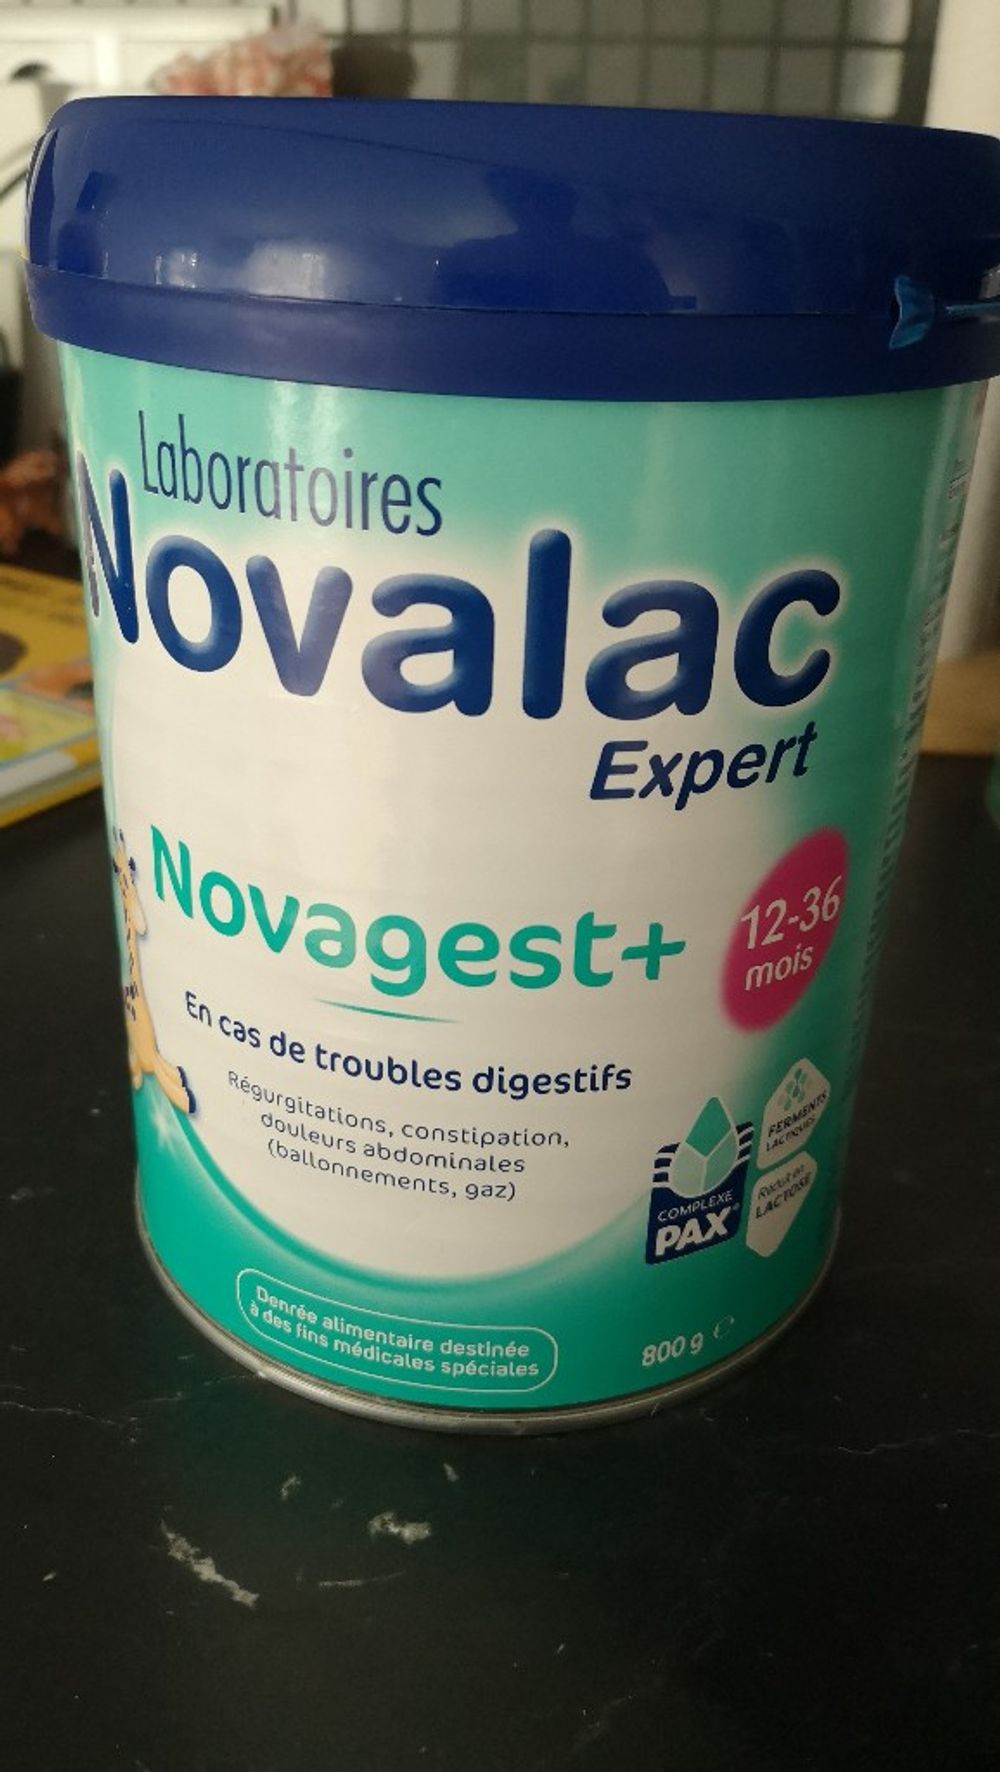 Laboratoires
Novalac
Expert
Novagest+
12-36
mois
En cas de troubles digestifs
Régurgitations, constipation,
douleurs abdominales
(ballonnements, gaz)
FERMENTS
LACTIQUES
Réduit en
LACTOSE
COMPLEXE
PAX®
Denrée alimentaire destinée
à des fins médicales spéciales
800 g ℮